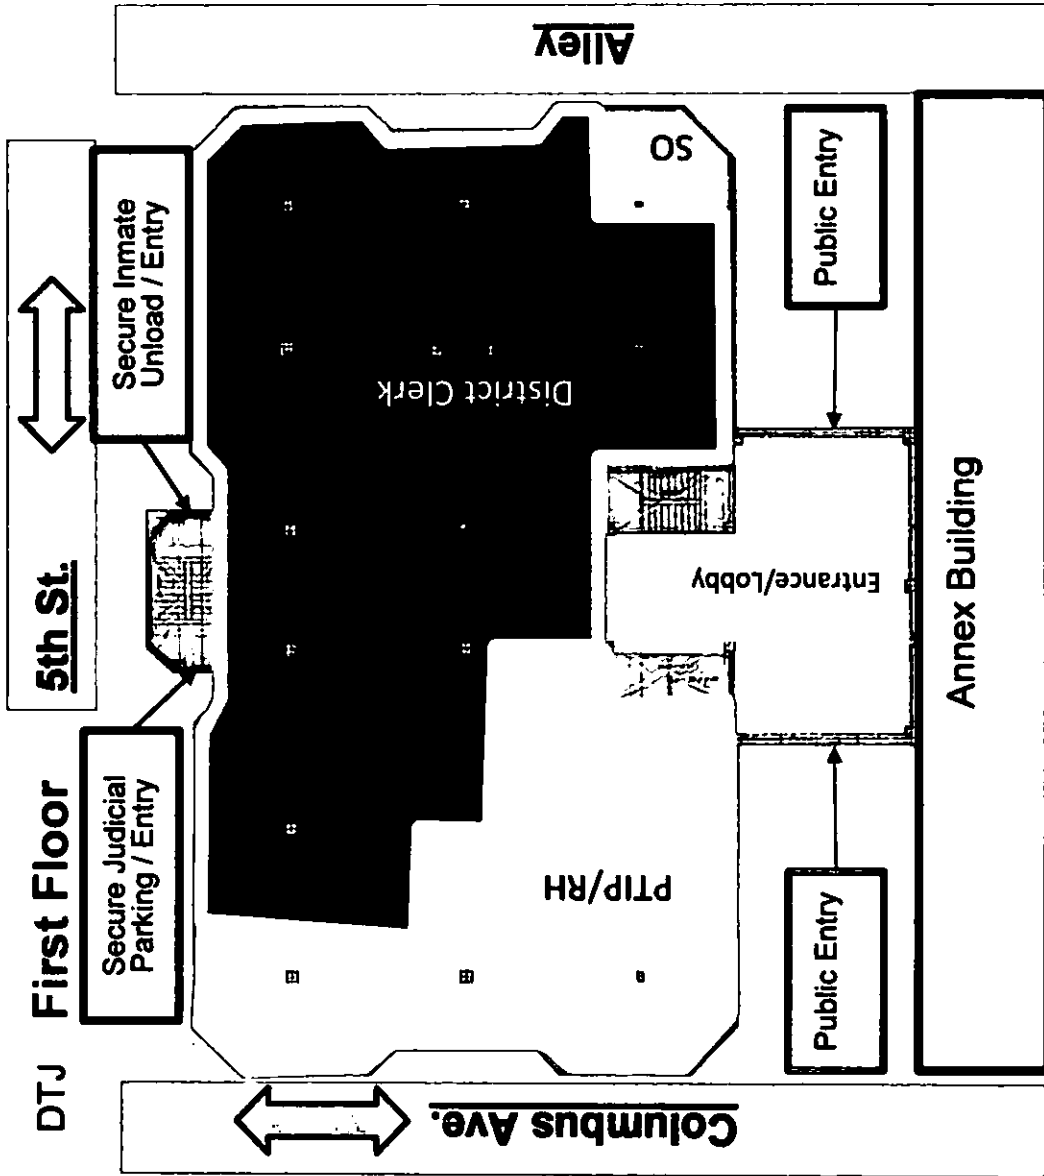 DTJ First Floor
5th St.
Secure Judicial
Parking / Entry
Secure Inmate
Unload / Entry
Alley
Columbus Ave.
SO
District Clerk
PTIP/RH
Entrance/Lobby
Public Entry
Public Entry
Annex Building